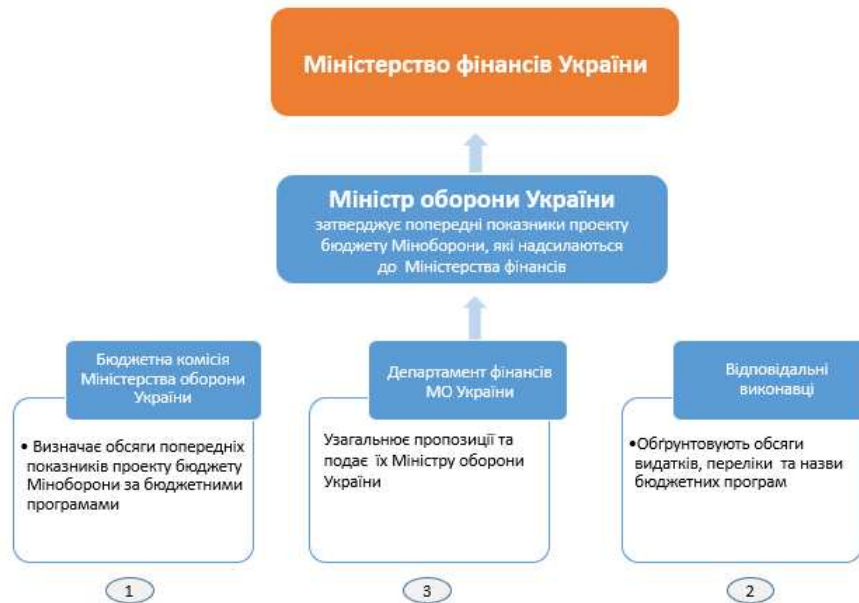 Міністерство фінансів України
Міністр оборони України
затверджує попередні показники проекту
бюджету Міноборони, які надсилаються
до Міністерства фінансів
Бюджетна комісія
Міністерства оборони
України
• Визначає обсяги попередніх
показників проекту бюджету
Міноборони за бюджетними
програмами
1
Департамент фінансів
МО України
Узагальнює пропозиції та
подає їх Міністру оборони
України
3
Відповідальні
виконавці
•Обґрунтовують обсяги
видатків, переліки та назви
бюджетних програм
2